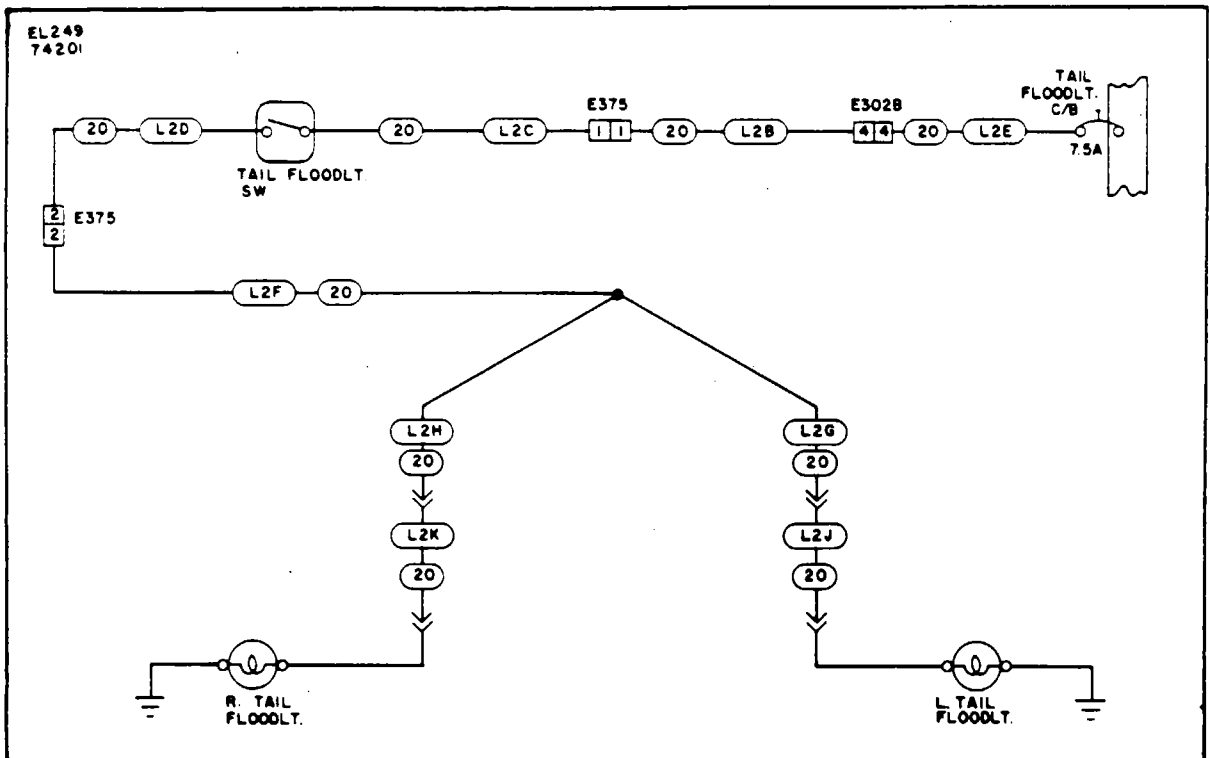 EL249
74201
TAIL
FLOODLT.
C/B
7.5A
E375
E302B
20 L2D 20 L2C 1 1 20 L2B 4 4 20 L2E
TAIL FLOODLT.
SW
2
2
E375
L2F 20
L2H
20
L2K
20
L2G
20
L2J
20
R. TAIL
FLOODLT.
L. TAIL
FLOODLT.